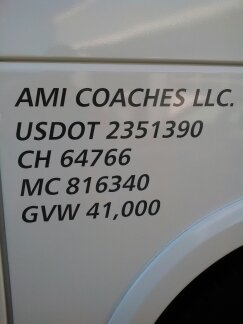 AMI COACHES LLC.
USDOT 2351390
CH 64766
MC 816340
GVW 41,000